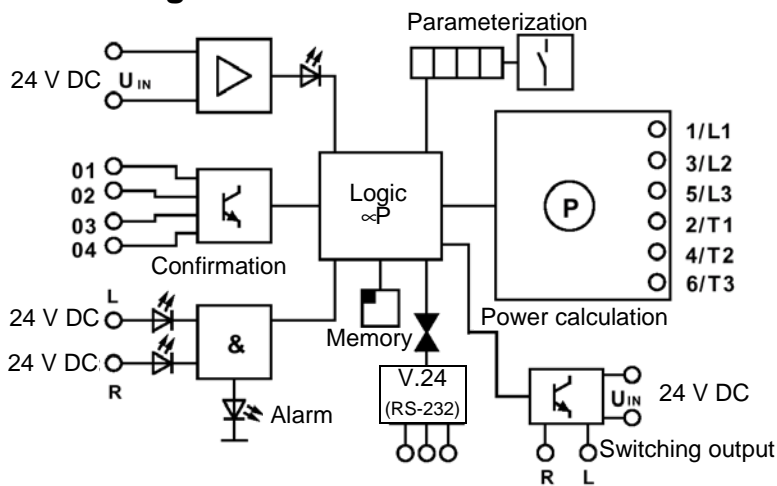 Parameterization
24 V DC U IN
1/L1
3/L2
5/L3
2/T1
4/T2
6/T3
P
Logic
∝P
01
02
03
04
Confirmation
Power calculation
L
24 V DC
24 V DC
R
&
Alarm
Memory
V.24
(RS-232)
24 V DC
U IN
Switching output
R L